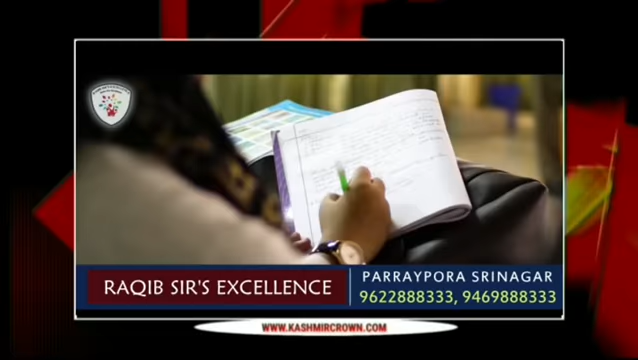 RAQIB SIR'S EXCELLENCE
PARRAYPORA SRINAGAR
9622888333, 9469888333
WWW.KASHMIRCROWN.COM